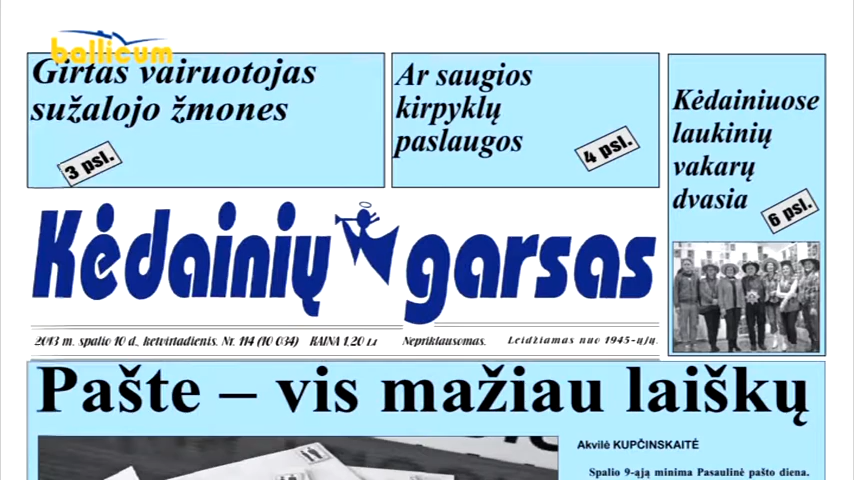 balticum
Girtas vairuotojas
sužalojo žmones
3 psl.
Ar saugios
kirpyklų
paslaugos
4 psl.
Kėdainiuose
laukinių
vakarų
dvasia
6 psl.
Kėdainių garsas
2013 m. spalio 10 d., ketvirtadienis. Nr. 114 (10 034) KAINA 1,20 Lt Nepriklausomas. Leidžiamas nuo 1945-ųjų.
Pašte – vis mažiau laiškų
Akvilė KUPČINSKAITĖ
Spalio 9-ąją minima Pasaulinė pašto diena.